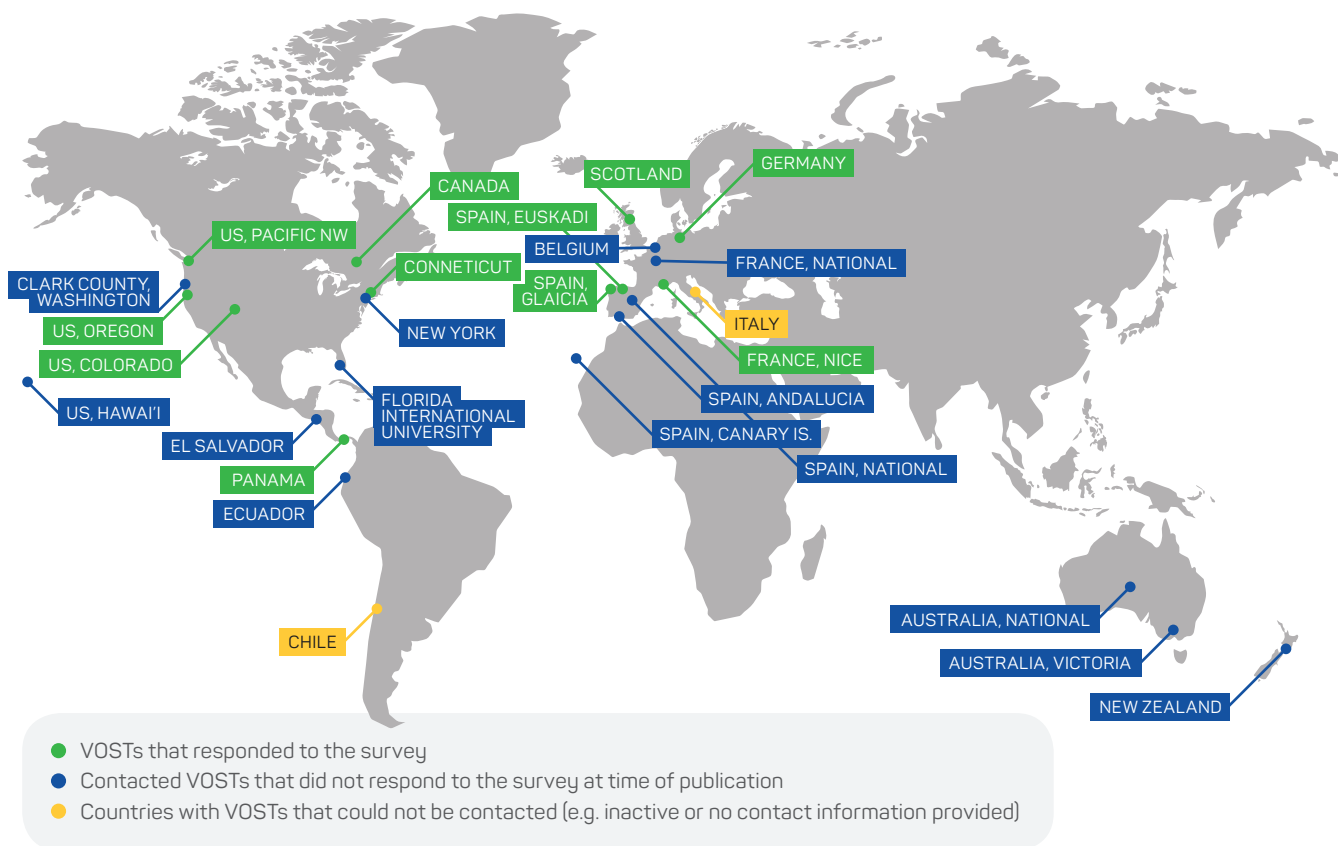 SCOTLAND
GERMANY
CANADA
SPAIN, EUSKADI
US, PACIFIC NW
BELGIUM
FRANCE, NATIONAL
CONNETICUT
CLARK COUNTY,
WASHINGTON
SPAIN,
GLAICIA
US, OREGON
NEW YORK
ITALY
US, COLORADO
FRANCE, NICE
US, HAWAI'I
FLORIDA
INTERNATIONAL
UNIVERSITY
SPAIN, ANDALUCIA
EL SALVADOR
SPAIN, CANARY IS.
SPAIN, NATIONAL
PANAMA
ECUADOR
AUSTRALIA, NATIONAL
CHILE
AUSTRALIA, VICTORIA
NEW ZEALAND
VOSTs that responded to the survey
Contacted VOSTs that did not respond to the survey at time of publication
Countries with VOSTs that could not be contacted (e.g. inactive or no contact information provided)